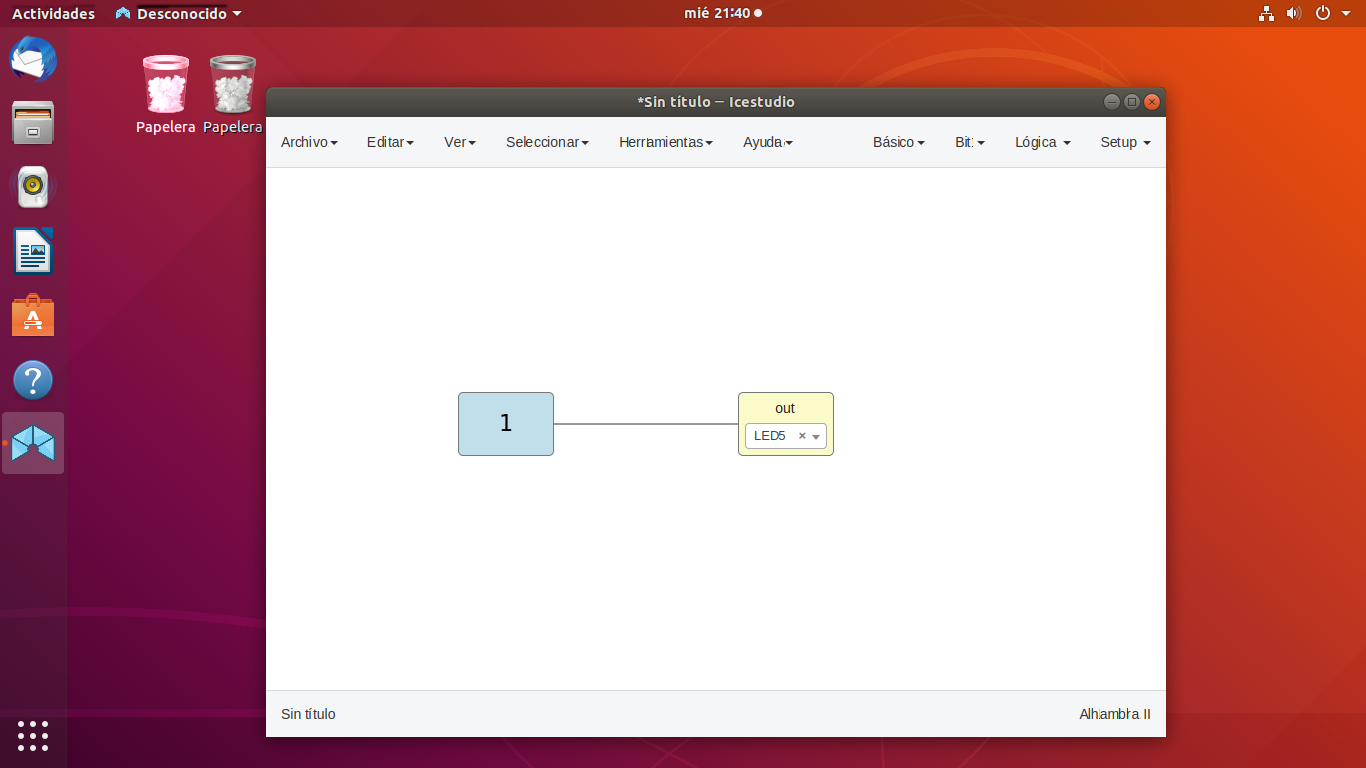 Actividades Desconocido mié 21:40
Papelera Papelera
*Sin título — Icestudio
Archivo Editar Ver Seleccionar Herramientas Ayuda Básico Bit Lógica Setup
1
out
LED5
Sin título Alhambra II